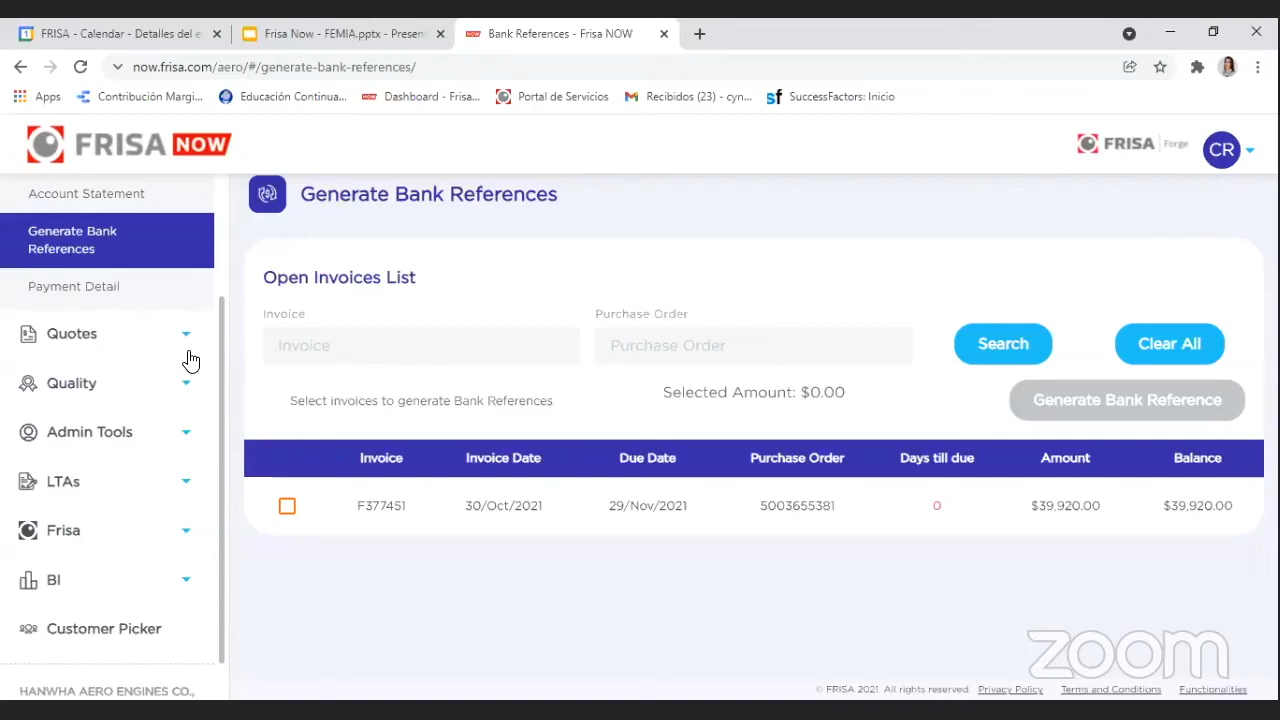 FRISA - Calendar - Detalles del e
Frisa Now - FEMIA.pptx - Presen
NOW Bank References - Frisa NOW
now.frisa.com/aero/#/generate-bank-references/
Apps
Contribución Margi...
Educación Continua...
NOW Dashboard - Frisa...
Portal de Servicios
Recibidos (23) - cyn...
sf SuccessFactors: Inicio
FRISA NOW
FRISA Forge
CR
Account Statement
Generate Bank
References
Payment Detail
Quotes
Quality
Admin Tools
LTAs
Frisa
BI
Customer Picker
HANWHA AERO ENGINES CO.,
Generate Bank References
Open Invoices List
Invoice Purchase Order
Invoice Purchase Order Search Clear All
Select invoices to generate Bank References Selected Amount: $0.00 Generate Bank Reference
Invoice Invoice Date Due Date Purchase Order Days till due Amount Balance
F377451 30/Oct/2021 29/Nov/2021 5003655381 0 $39,920.00 $39,920.00
zoom
© FRISA 2021. All rights reserved. Privacy Policy Terms and Conditions Functionalities